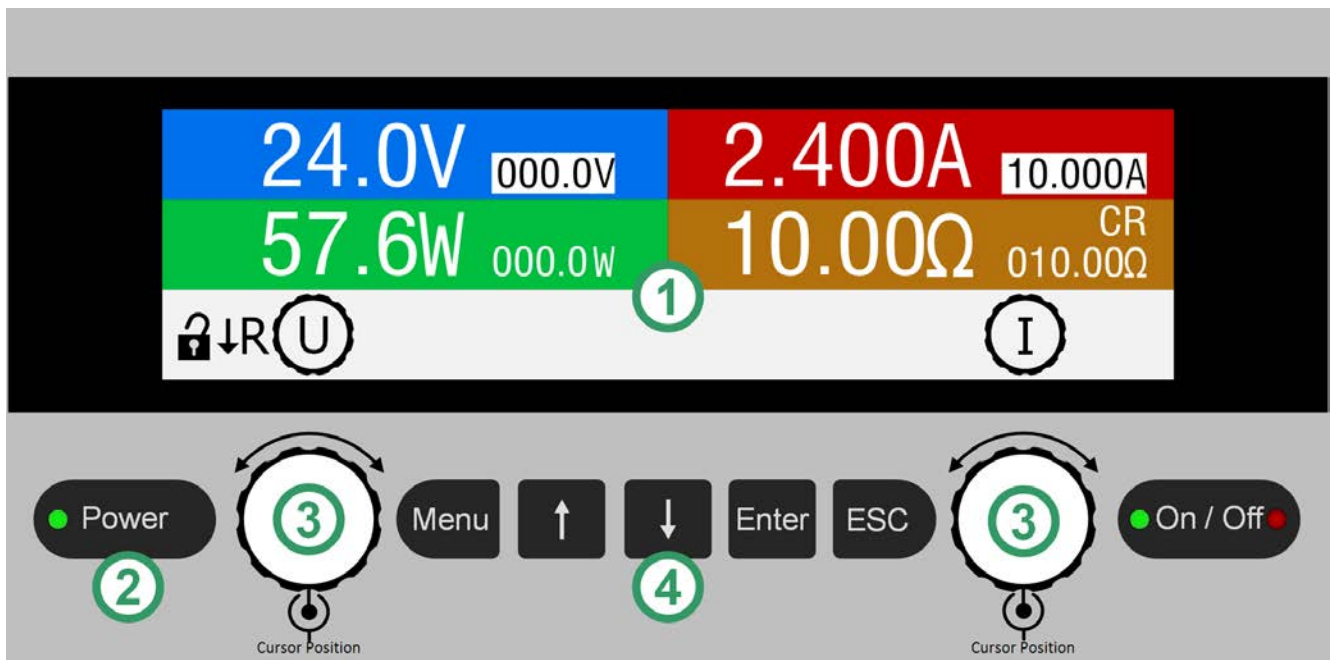 24.0V 000.0V 2.400A 10.000A
57.6W 000.0W 10.00Ω CR 010.00Ω
1
↓R U I
Power 3 Menu ↑ ↓ Enter ESC 3 On / Off
2 4
Cursor Position Cursor Position